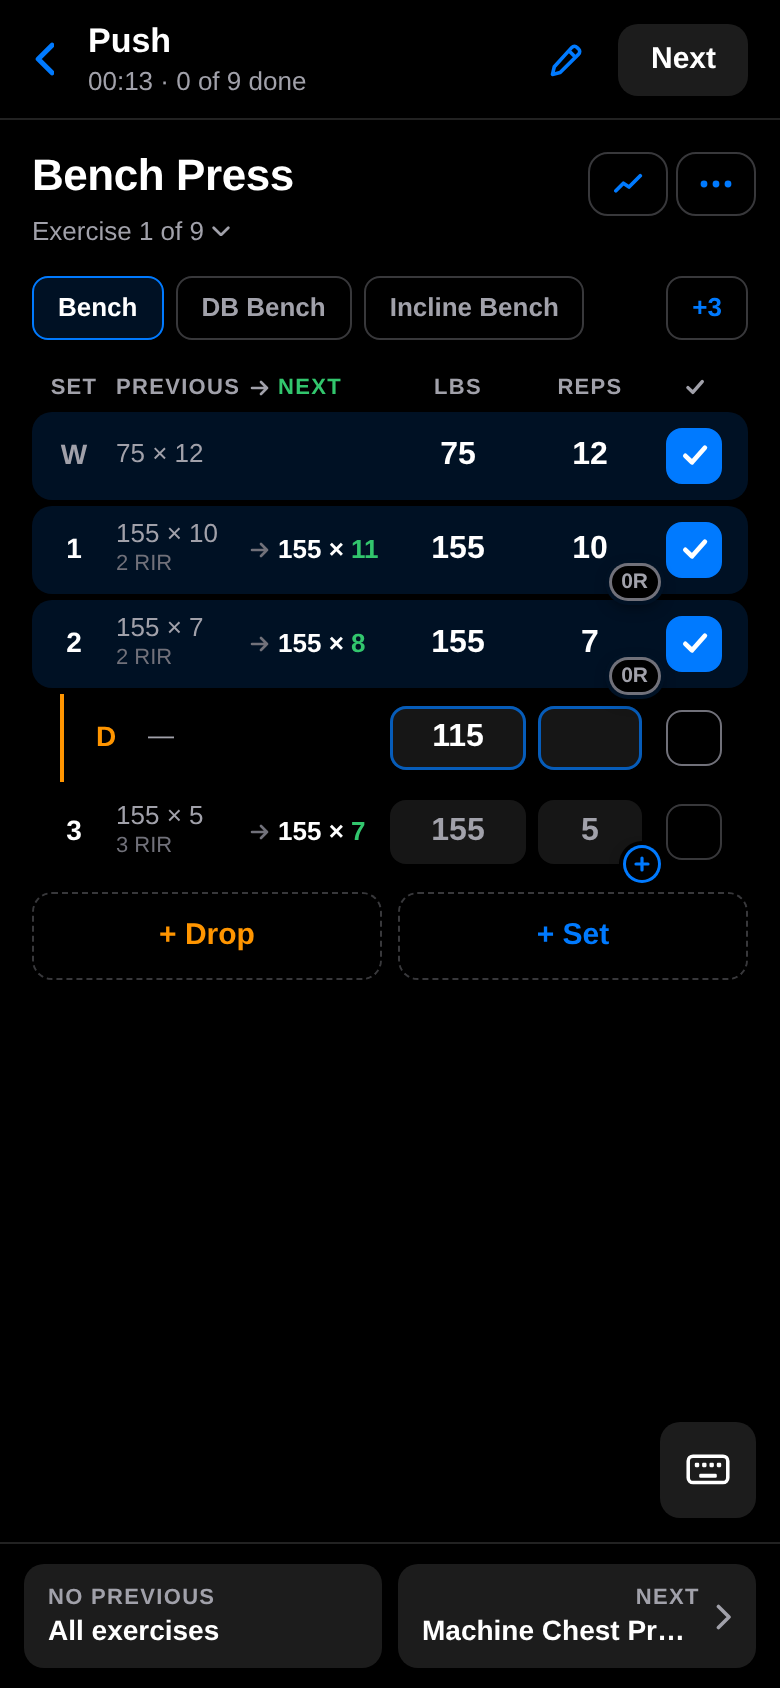 Push
00:13 · 0 of 9 done
Next
Bench Press
Exercise 1 of 9
Bench DB Bench Incline Bench +3
SET PREVIOUS → NEXT LBS REPS ✓
W 75 × 12 75 12
1 155 × 10 2 RIR → 155 × 11 155 10 0R
2 155 × 7 2 RIR → 155 × 8 155 7 0R
D — 115
3 155 × 5 3 RIR → 155 × 7 155 5 +
+ Drop + Set
NO PREVIOUS
All exercises
NEXT
Machine Chest Pr...